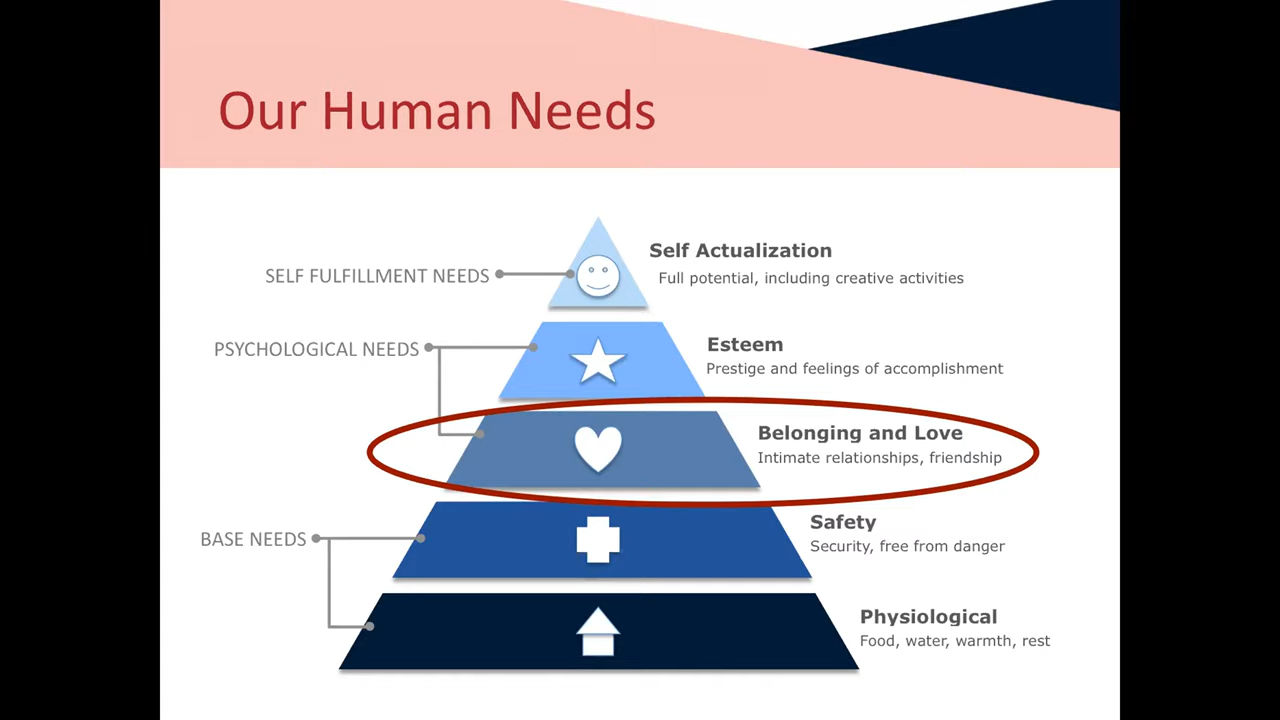 Our Human Needs
Self Actualization
SELF FULFILLMENT NEEDS
Full potential, including creative activities
Esteem
PSYCHOLOGICAL NEEDS
Prestige and feelings of accomplishment
Belonging and Love
Intimate relationships, friendship
Safety
BASE NEEDS
Security, free from danger
Physiological
Food, water, warmth, rest